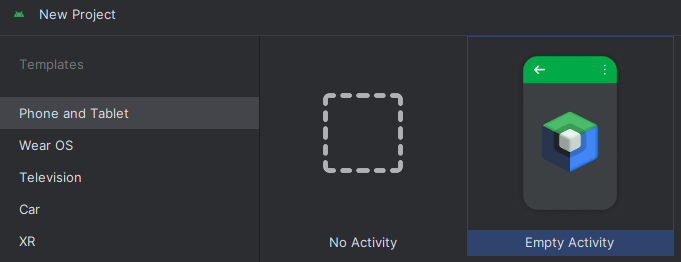 New Project
Templates
Phone and Tablet
Wear OS
Television
Car
XR
No Activity
Empty Activity